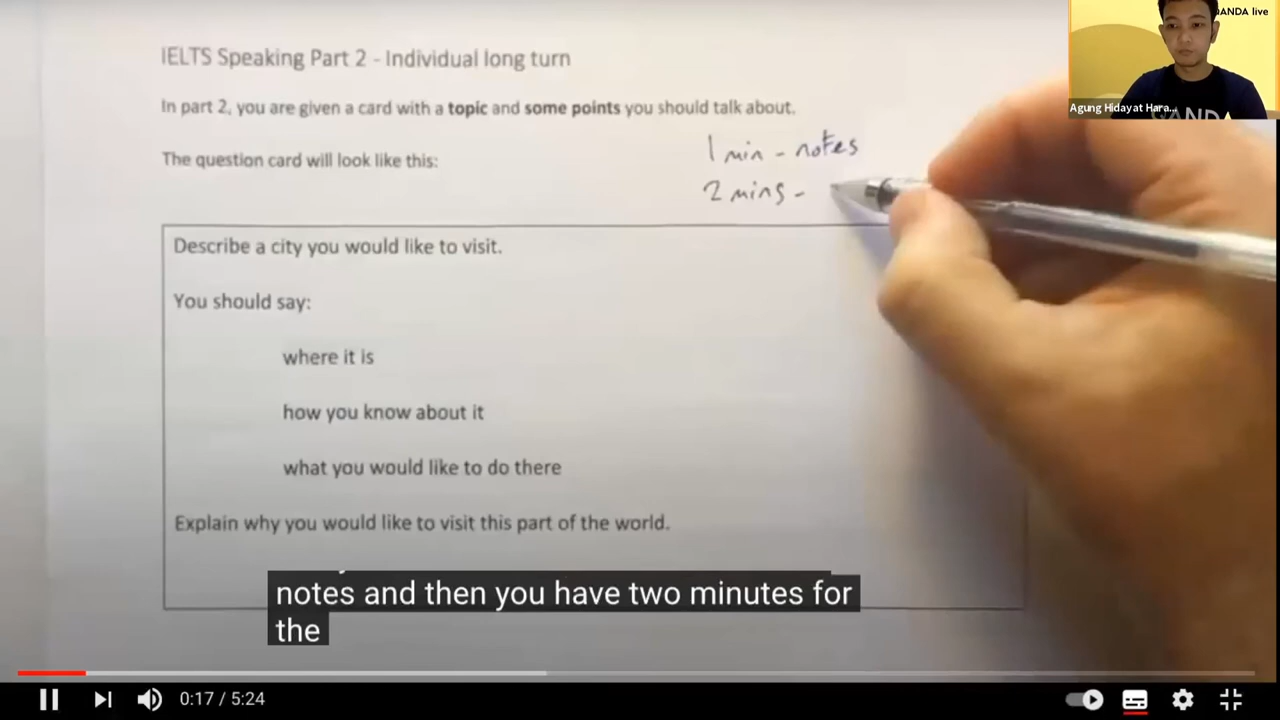 IELTS Speaking Part 2 - Individual long turn
In part 2, you are given a card with a topic and some points you should talk about.
The question card will look like this:
1 min - notes
2 mins -
Describe a city you would like to visit.
You should say:
where it is
how you know about it
what you would like to do there
Explain why you would like to visit this part of the world.
notes and then you have two minutes for
the
0:17 / 5:24
ANDA live
Agung Hidayat Hara...
ANDA